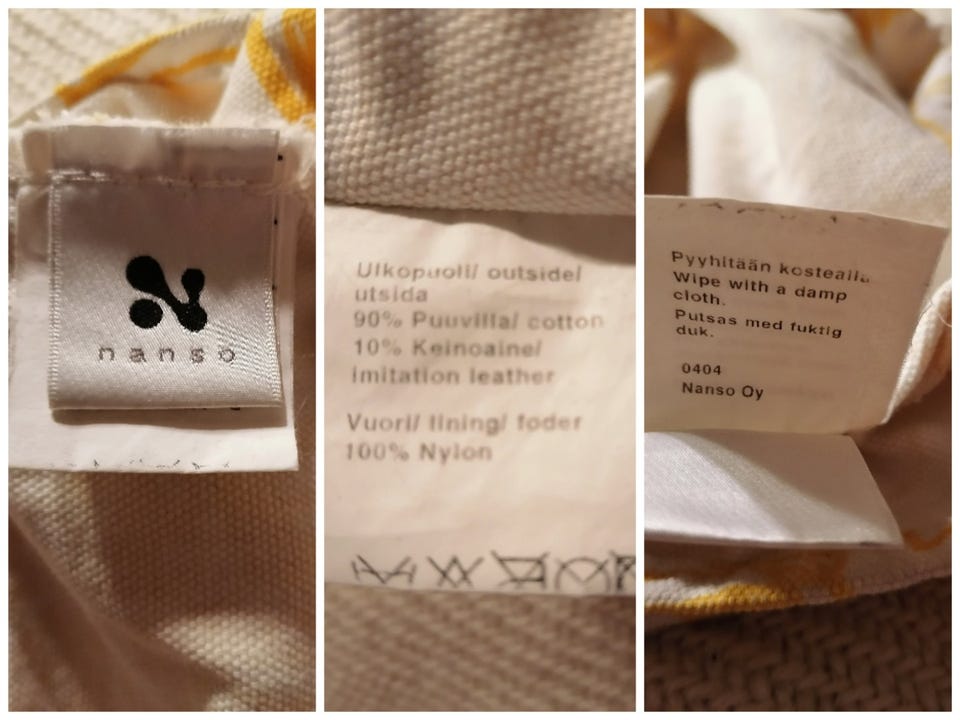 nanso
Ulkopuoli/ outside/
utsida
90% Puuvilla/ cotton
10% Keinoaine/
imitation leather
Vuori/ lining/ foder
100% Nylon
Pyyhitään kostealla.
Wipe with a damp
cloth.
Putsas med fuktig
duk.
0404
Nanso Oy